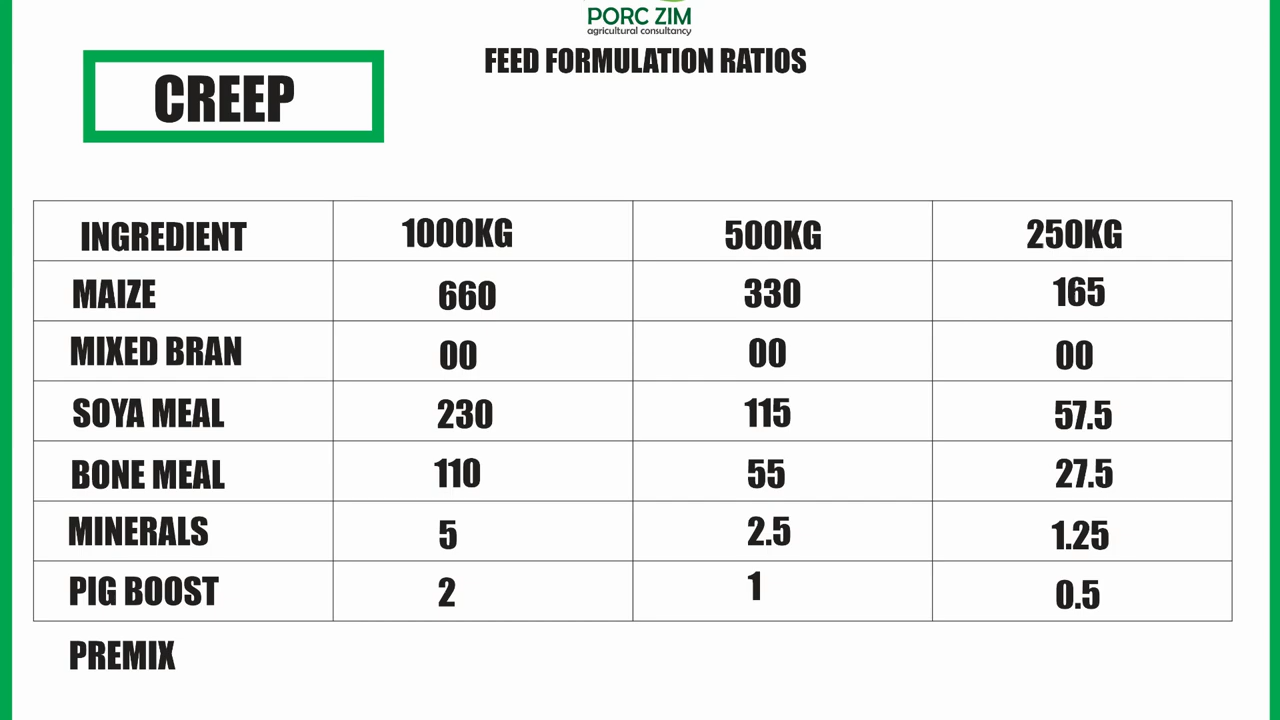 PORC ZIM
agricultural consultancy
FEED FORMULATION RATIOS
CREEP
INGREDIENT 1000KG 500KG 250KG
MAIZE 660 330 165
MIXED BRAN 00 00 00
SOYA MEAL 230 115 57.5
BONE MEAL 110 55 27.5
MINERALS 5 2.5 1.25
PIG BOOST 2 1 0.5
PREMIX